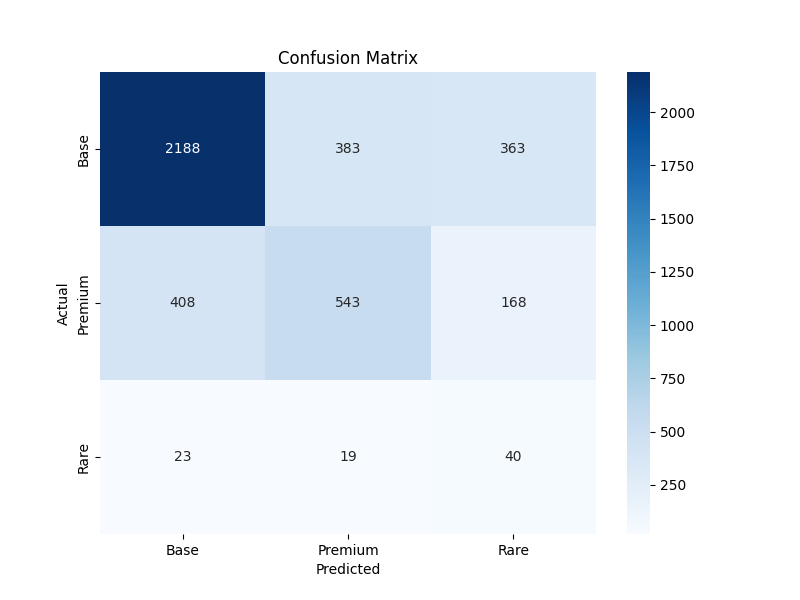 Confusion Matrix
Base
2188
383
363
2000
1750
1500
1250
1000
750
500
250
Actual
Premium
408
543
168
Rare
23
19
40
Base
Premium
Rare
Predicted